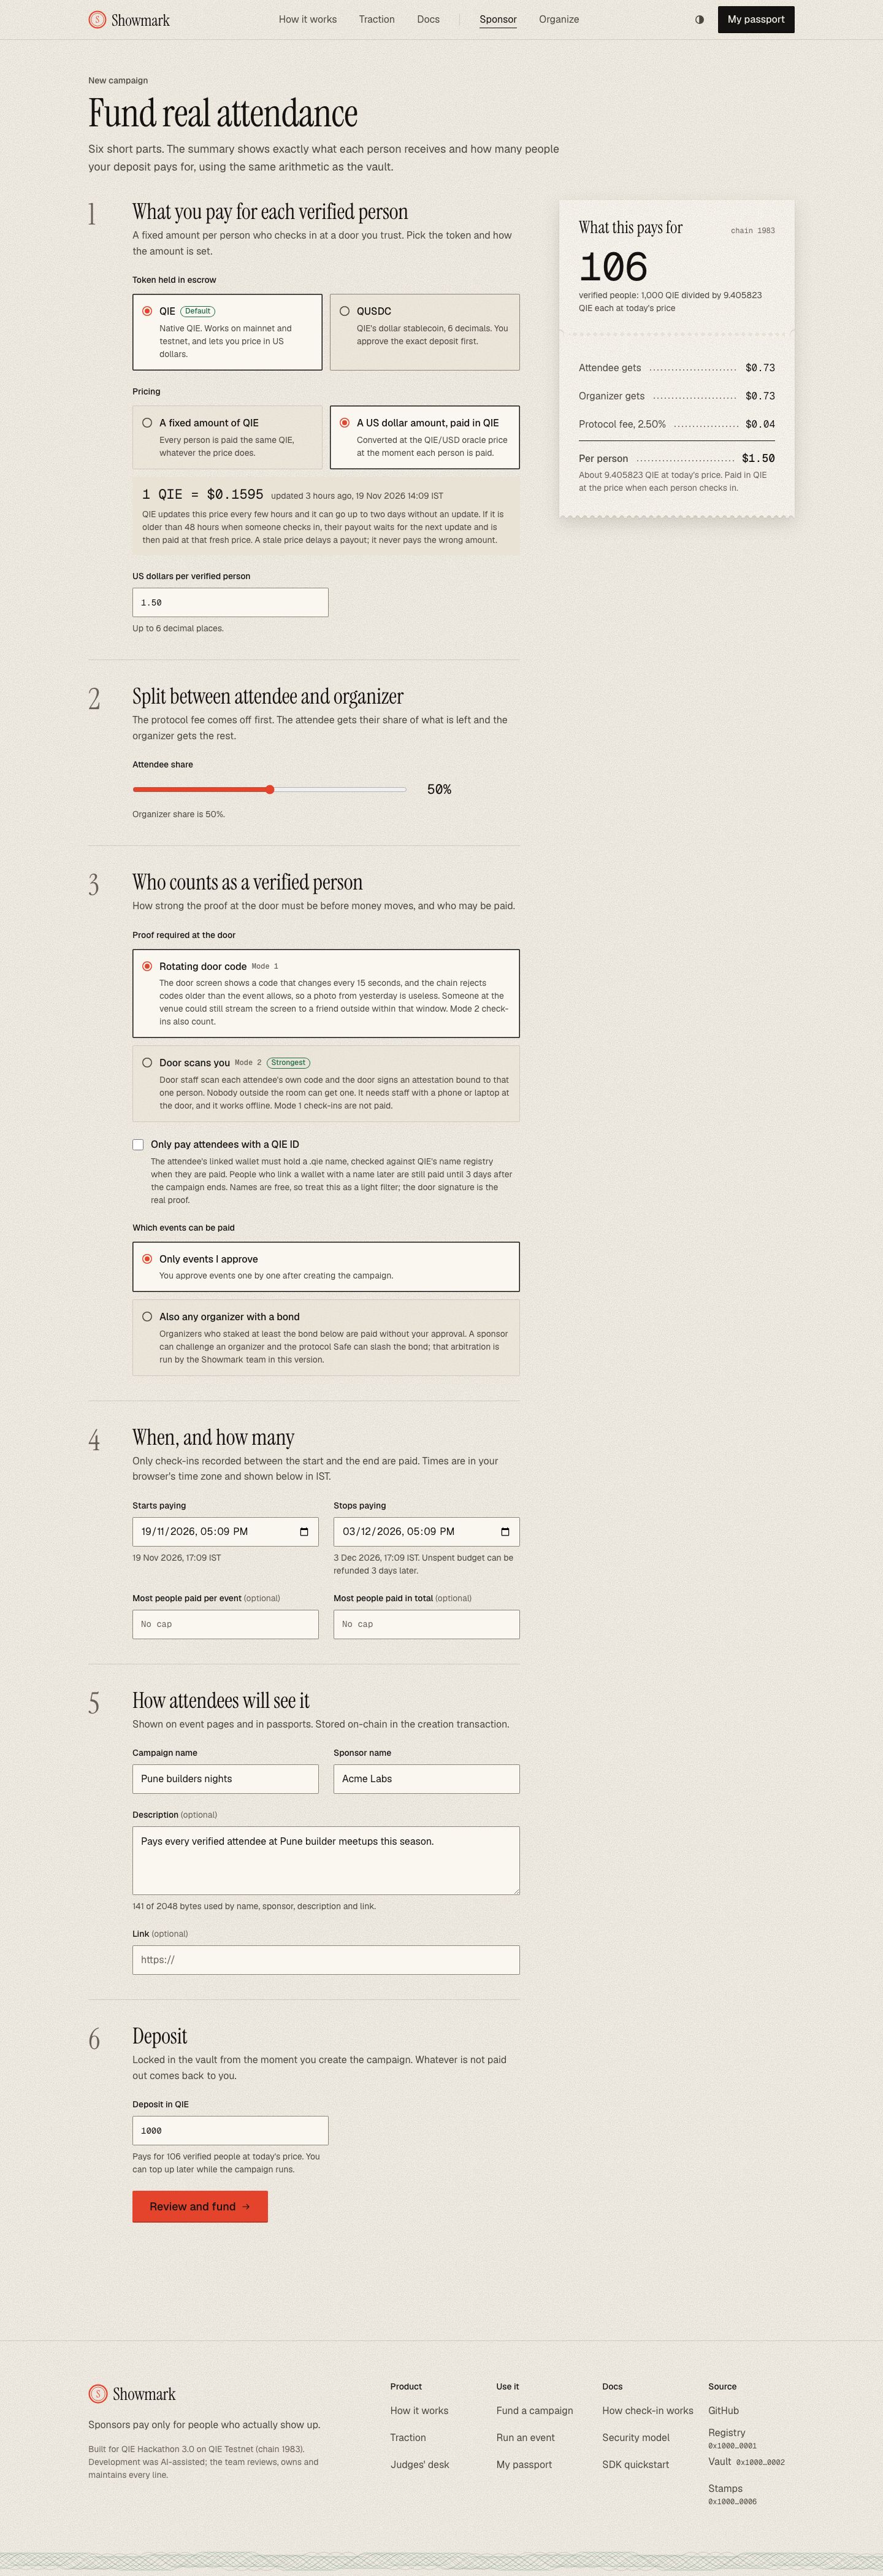 Showmark
How it works
Traction
Docs
Sponsor
Organize
My passport
New campaign
Fund real attendance
Six short parts. The summary shows exactly what each person receives and how many people
your deposit pays for, using the same arithmetic as the vault.
1
What you pay for each verified person
A fixed amount per person who checks in at a door you trust. Pick the token and how
the amount is set.
Token held in escrow
QIE Default
Native QIE. Works on mainnet and
testnet, and lets you price in US
dollars.
QUSDC
QIE's dollar stablecoin, 6 decimals. You
approve the exact deposit first.
Pricing
A fixed amount of QIE
Every person is paid the same QIE,
whatever the price does.
A US dollar amount, paid in QIE
Converted at the QIE/USD oracle price
at the moment each person is paid.
1 QIE = $0.1595 updated 3 hours ago, 19 Nov 2026 14:09 IST
QIE updates this price every few hours and it can go up to two days without an update. If it is
older than 48 hours when someone checks in, their payout waits for the next update and is
then paid at that fresh price. A stale price delays a payout; it never pays the wrong amount.
US dollars per verified person
1.50
Up to 6 decimal places.
What this pays for
chain 1983
106
verified people: 1,000 QIE divided by 9.405823
QIE each at today's price
Attendee gets $0.73
Organizer gets $0.73
Protocol fee, 2.50% $0.04
Per person $1.50
About 9.405823 QIE at today's price. Paid in QIE
at the price when each person checks in.
2
Split between attendee and organizer
The protocol fee comes off first. The attendee gets their share of what is left and the
organizer gets the rest.
Attendee share
50%
Organizer share is 50%.
3
Who counts as a verified person
How strong the proof at the door must be before money moves, and who may be paid.
Proof required at the door
Rotating door code Mode 1
The door screen shows a code that changes every 15 seconds, and the chain rejects
codes older than the event allows, so a photo from yesterday is useless. Someone at the
venue could still stream the screen to a friend outside within that window. Mode 2 check-
ins also count.
Door scans you Mode 2 Strongest
Door staff scan each attendee's own code and the door signs an attestation bound to that
one person. Nobody outside the room can get one. It needs staff with a phone or laptop at
the door, and it works offline. Mode 1 check-ins are not paid.
Only pay attendees with a QIE ID
The attendee's linked wallet must hold a .qie name, checked against QIE's name registry
when they are paid. People who link a wallet with a name later are still paid until 3 days after
the campaign ends. Names are free, so treat this as a light filter; the door signature is the
real proof.
Which events can be paid
Only events I approve
You approve events one by one after creating the campaign.
Also any organizer with a bond
Organizers who staked at least the bond below are paid without your approval. A sponsor
can challenge an organizer and the protocol Safe can slash the bond; that arbitration is
run by the Showmark team in this version.
4
When, and how many
Only check-ins recorded between the start and the end are paid. Times are in your
browser's time zone and shown below in IST.
Starts paying
19/11/2026, 05:09 PM
19 Nov 2026, 17:09 IST
Stops paying
03/12/2026, 05:09 PM
3 Dec 2026, 17:09 IST. Unspent budget can be
refunded 3 days later.
Most people paid per event (optional)
No cap
Most people paid in total (optional)
No cap
5
How attendees will see it
Shown on event pages and in passports. Stored on-chain in the creation transaction.
Campaign name
Pune builders nights
Sponsor name
Acme Labs
Description (optional)
Pays every verified attendee at Pune builder meetups this season.
141 of 2048 bytes used by name, sponsor, description and link.
Link (optional)
https://
6
Deposit
Locked in the vault from the moment you create the campaign. Whatever is not paid
out comes back to you.
Deposit in QIE
1000
Pays for 106 verified people at today's price. You
can top up later while the campaign runs.
Review and fund →
Showmark
Sponsors pay only for people who actually show up.
Built for QIE Hackathon 3.0 on QIE Testnet (chain 1983).
Development was AI-assisted; the team reviews, owns and
maintains every line.
Product
How it works
Traction
Judges' desk
Use it
Fund a campaign
Run an event
My passport
Docs
How check-in works
Security model
SDK quickstart
Source
GitHub
Registry
0x1000…0001
Vault 0x1000…0002
Stamps
0x1000…0006